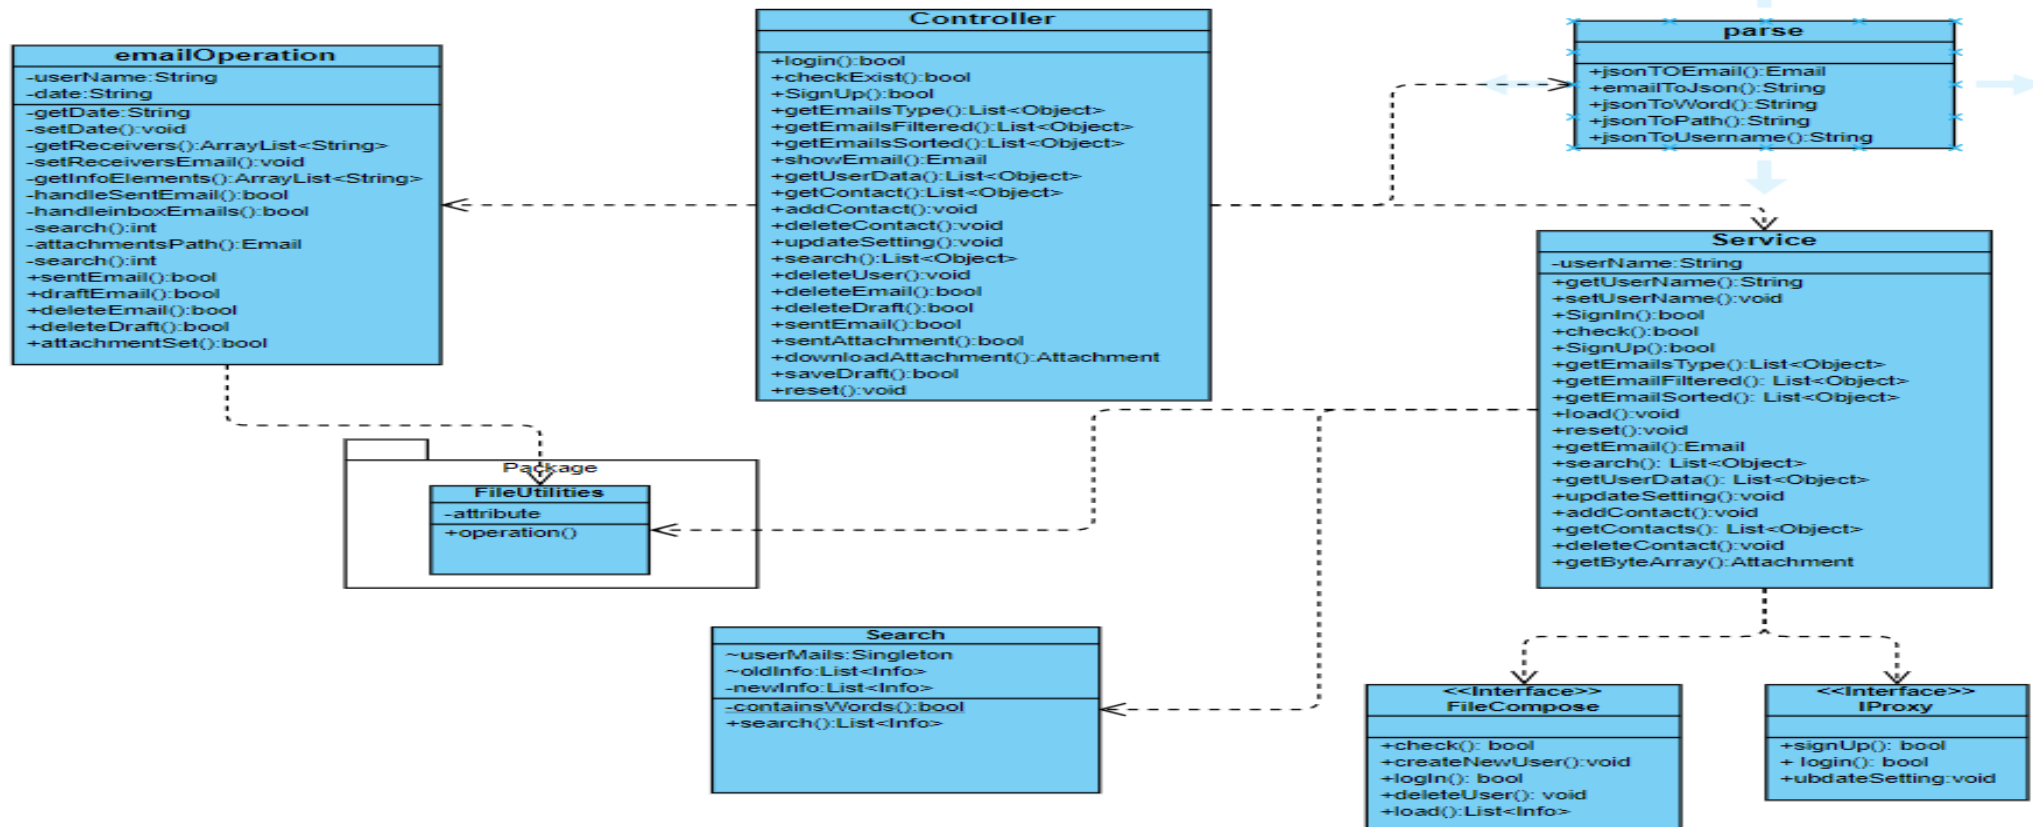 emailOperation
-userName:String
-date:String
-getDate:String
-setDate():void
-getReceivers():ArrayList<String>
-setReceiversEmail():void
-getInfoElements():ArrayList<String>
-handleSentEmail():bool
-handleinboxEmails():bool
-search():int
-attachmentsPath():Email
-search():int
+sentEmail():bool
+draftEmail():bool
+deleteEmail():bool
+deleteDraft():bool
+attachmentSet():bool
Controller
+login():bool
+checkExist():bool
+SignUp():bool
+getEmailsType():List<Object>
+getEmailsFiltered():List<Object>
+getEmailsSorted():List<Object>
+showEmail():Email
+getUserData():List<Object>
+getContact():List<Object>
+addContact():void
+deleteContact():void
+updateSetting():void
+search():List<Object>
+deleteUser():void
+deleteEmail():bool
+deleteDraft():bool
+sentEmail():bool
+sentAttachment():bool
+downloadAttachment():Attachment
+saveDraft():bool
+reset():void
parse
+jsonTOEmail():Email
+emailToJson():String
+jsonToWord():String
+jsonToPath():String
+jsonToUsername():String
Service
-userName:String
+getUserName():String
+setUserName():void
+SignIn():bool
+check():bool
+SignUp():bool
+getEmailsType():List<Object>
+getEmailFiltered(): List<Object>
+getEmailSorted(): List<Object>
+load():void
+reset():void
+getEmail():Email
+search(): List<Object>
+getUserData(): List<Object>
+updateSetting():void
+addContact():void
+getContacts(): List<Object>
+deleteContact():void
+getByteArray():Attachment
Package
FileUtilities
-attribute
+operation()
Search
~userMails:Singleton
~oldInfo:List<Info>
-newInfo:List<Info>
-containsWords():bool
+search():List<Info>
<<Interface>>
FileCompose
+check(): bool
+createNewUser():void
+logIn(): bool
+deleteUser(): void
+load():List<Info>
<<Interface>>
IProxy
+signUp(): bool
+ login(): bool
+ubdateSetting:void